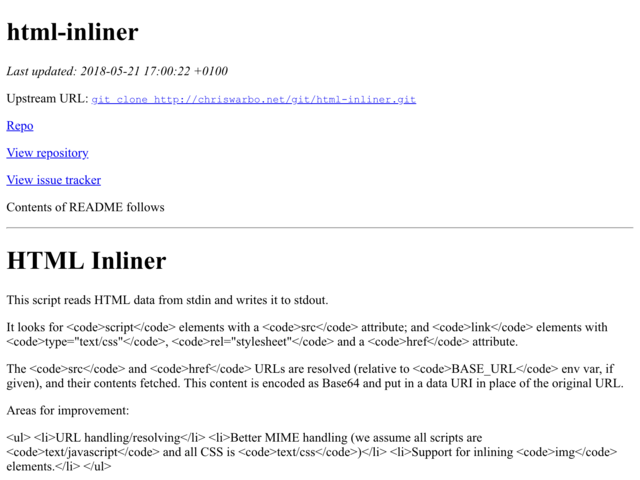 html-inliner
Last updated: 2018-05-21 17:00:22 +0100
Upstream URL: git clone http://chriswarbo.net/git/html-inliner.git
Repo
View repository
View issue tracker
Contents of README follows
HTML Inliner
This script reads HTML data from stdin and writes it to stdout.
It looks for <code>script</code> elements with a <code>src</code> attribute; and <code>link</code> elements with
<code>type="text/css"</code>, <code>rel="stylesheet"</code> and a <code>href</code> attribute.
The <code>src</code> and <code>href</code> URLs are resolved (relative to <code>BASE_URL</code> env var, if
given), and their contents fetched. This content is encoded as Base64 and put in a data URI in place of the original URL.
Areas for improvement:
<ul> <li>URL handling/resolving</li> <li>Better MIME handling (we assume all scripts are
<code>text/javascript</code> and all CSS is <code>text/css</code>)</li> <li>Support for inlining <code>img</code>
elements.</li> </ul>